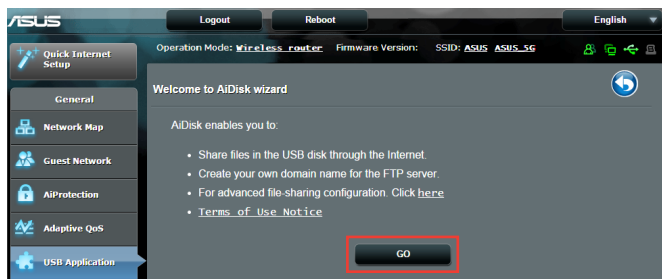 ASUS
Logout
Reboot
English
Quick Internet
Setup
Operation Mode: Wireless router Firmware Version: SSID: ASUS ASUS_5G
General
Network Map
Guest Network
AiProtection
Adaptive QoS
USB Application
Welcome to AiDisk wizard
AiDisk enables you to:
• Share files in the USB disk through the Internet.
• Create your own domain name for the FTP server.
• For advanced file-sharing configuration. Click here
• Terms of Use Notice
GO